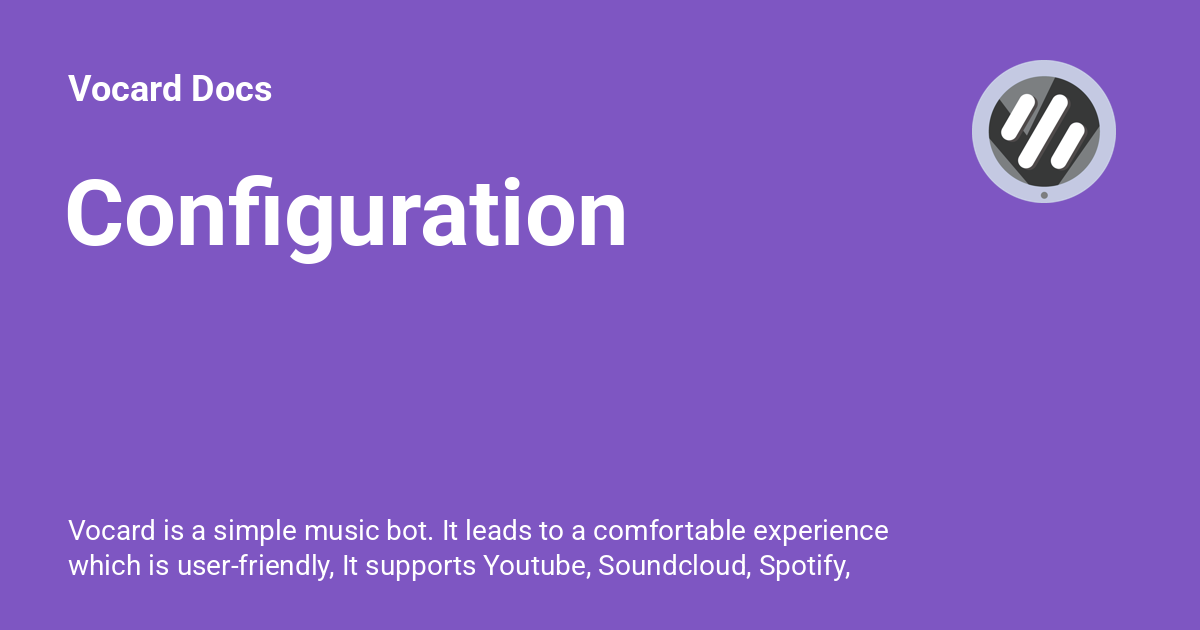 Vocard Docs
Configuration
Vocard is a simple music bot. It leads to a comfortable experience
which is user-friendly, It supports Youtube, Soundcloud, Spotify,